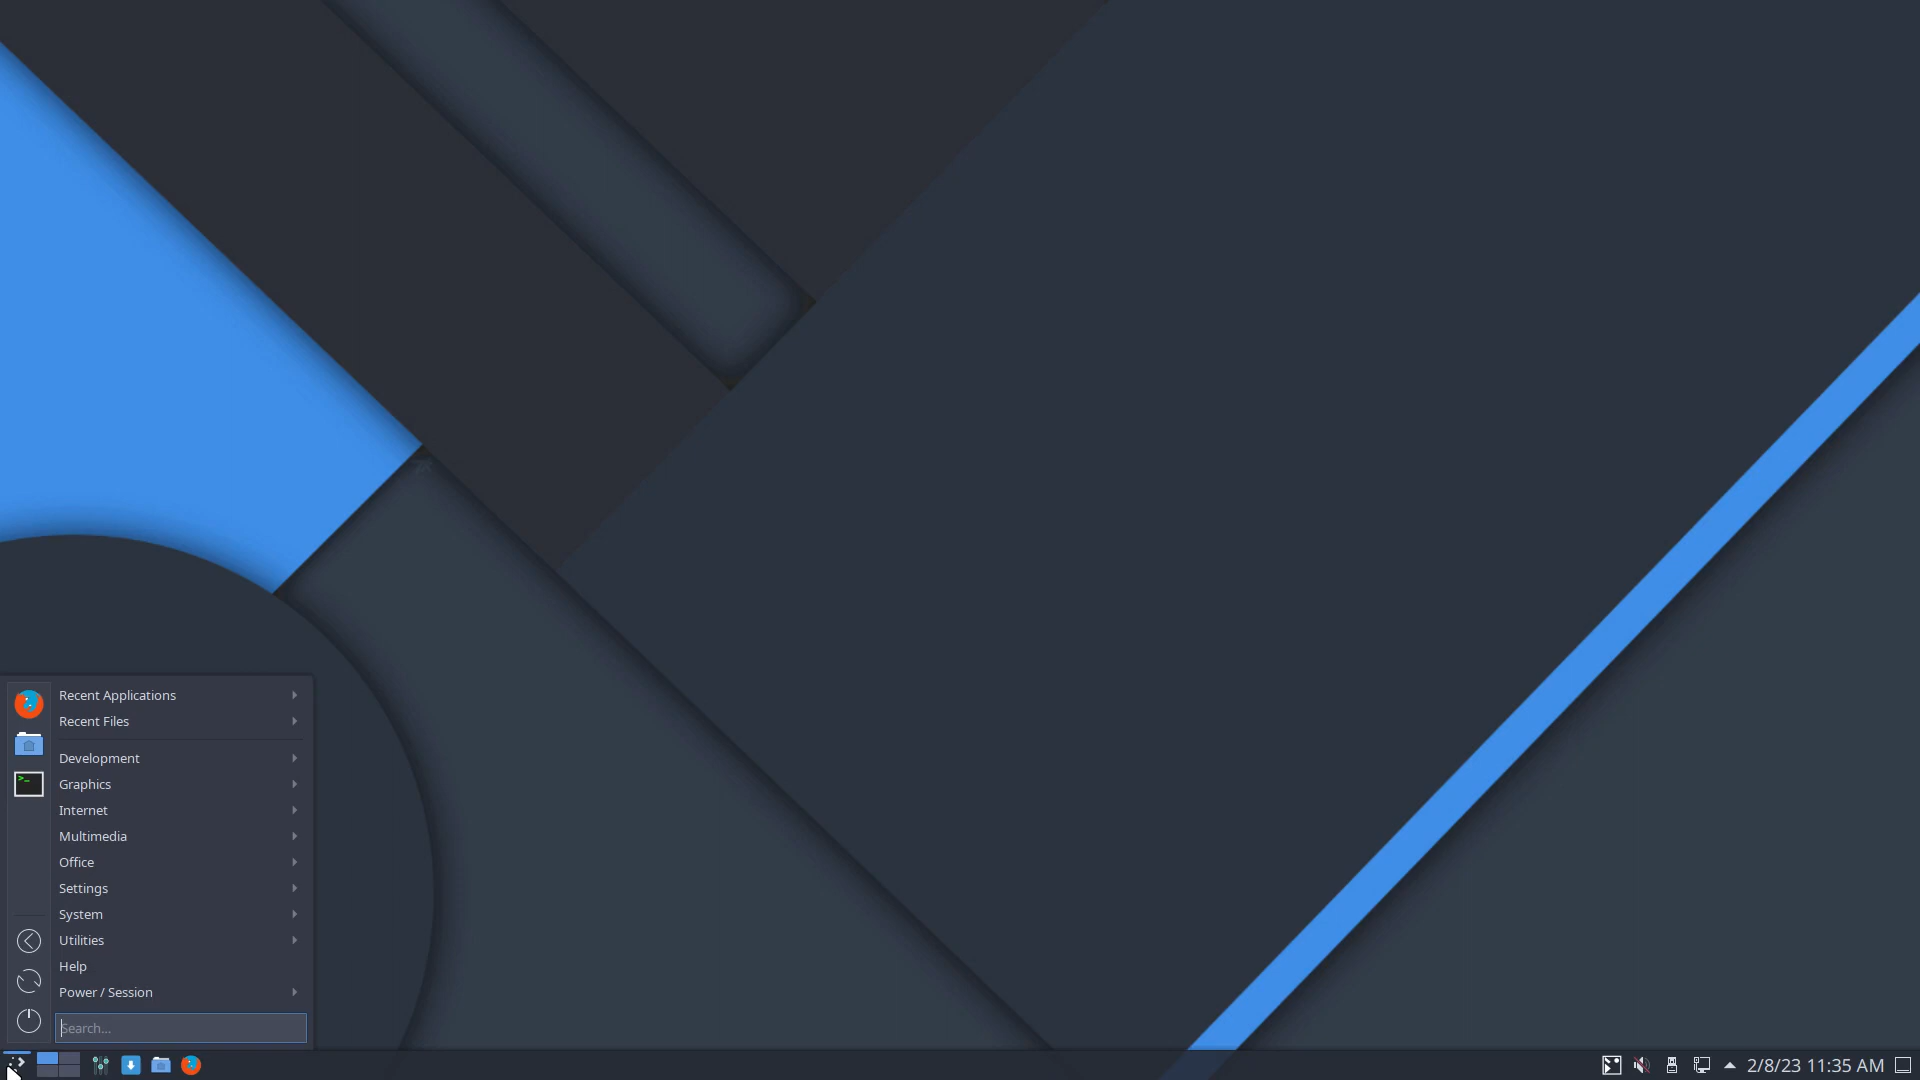 Recent Applications
Recent Files
Development
Graphics
Internet
Multimedia
Office
Settings
System
Utilities
Help
Power / Session
Search...
2/8/23 11:35 AM